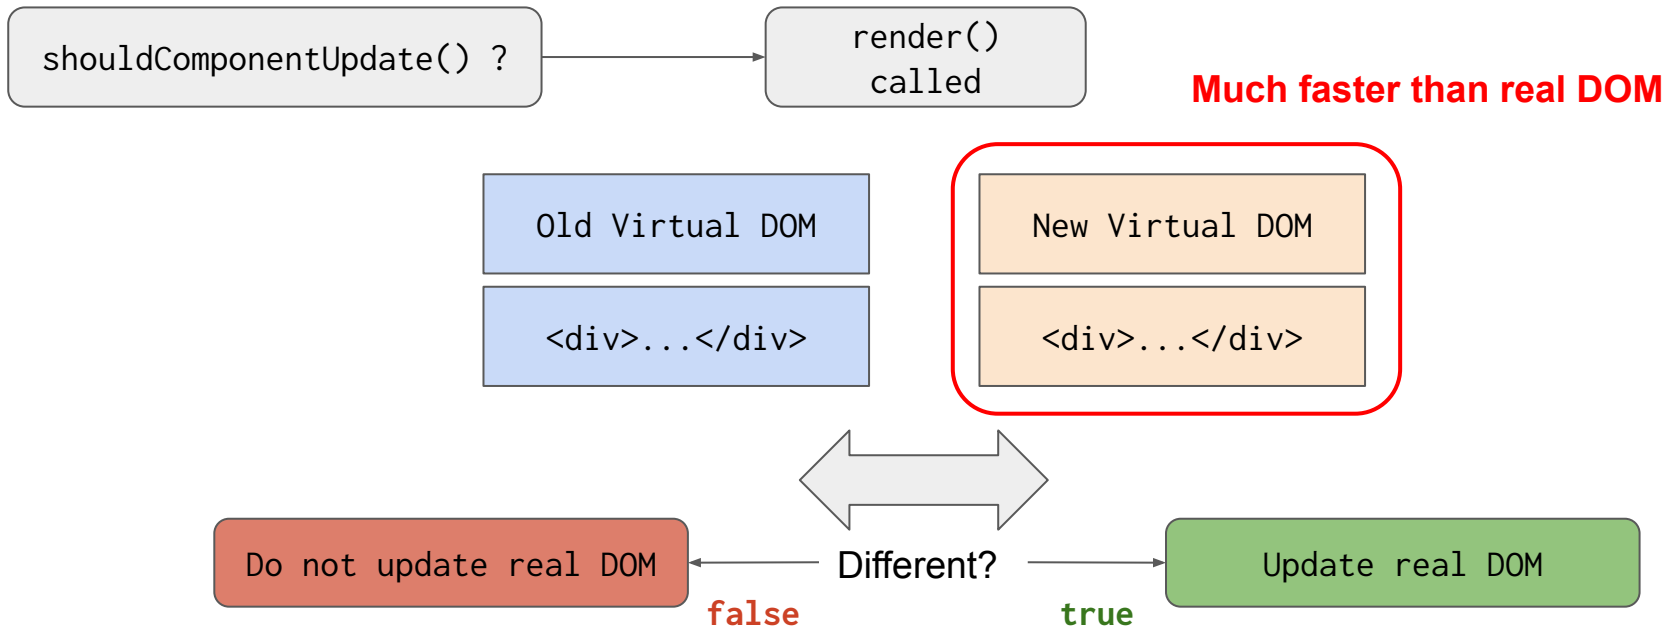 shouldComponentUpdate() ?
render()
called
Much faster than real DOM
Old Virtual DOM
New Virtual DOM
<div>...</div>
<div>...</div>
Do not update real DOM
Different?
Update real DOM
false
true